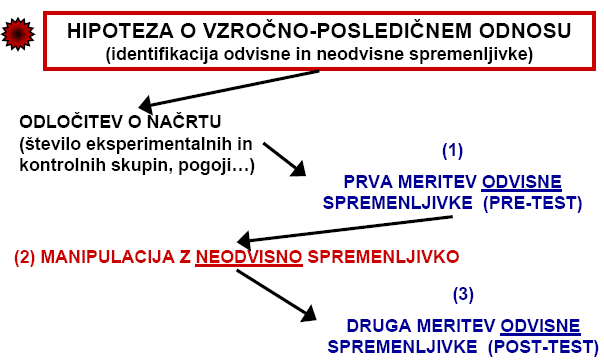 HIPOTEZA O VZROČNO-POSLEDIČNEM ODNOSU
(identifikacija odvisne in neodvisne spremenljivke)
ODLOČITEV O NAČRTU
(število eksperimentalnih in
kontrolnih skupin, pogoji…)
(1)
PRVA MERITEV ODVISNE
SPREMENLJIVKE (PRE-TEST)
(2) MANIPULACIJA Z NEODVISNO SPREMENLJIVKO
(3)
DRUGA MERITEV ODVISNE
SPREMENLJIVKE (POST-TEST)